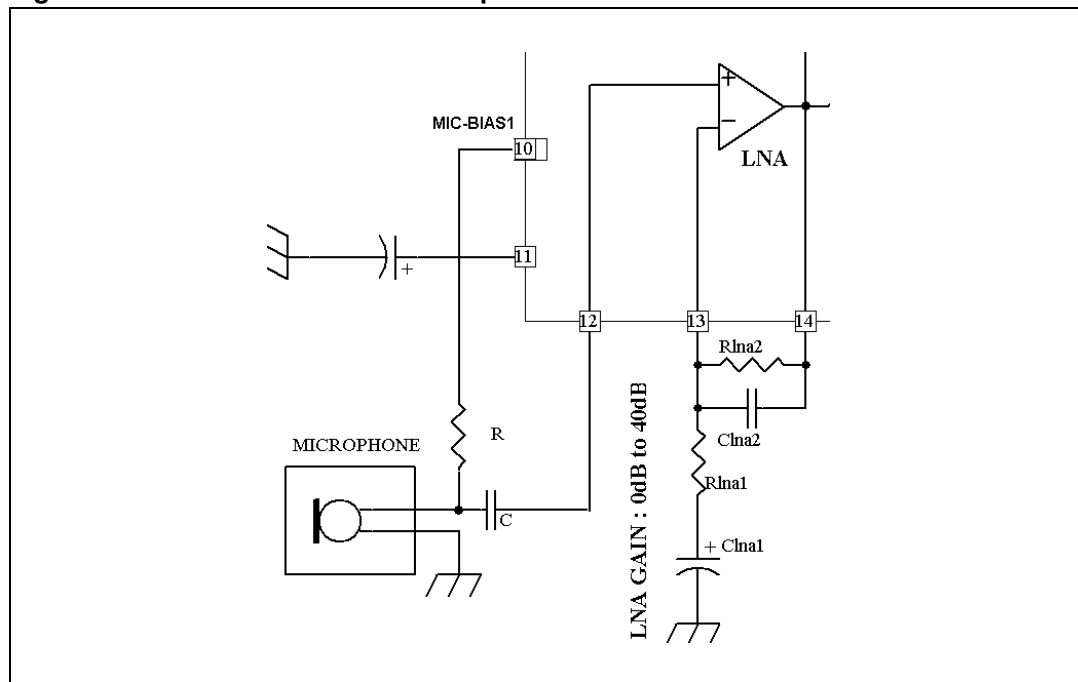 MIC-BIAS1
10
+
−
LNA
11
+
12
13
14
Rlna2
Clna2
R
MICROPHONE
Rlna1
C
+ Clna1
LNA GAIN : 0dB to 40dB